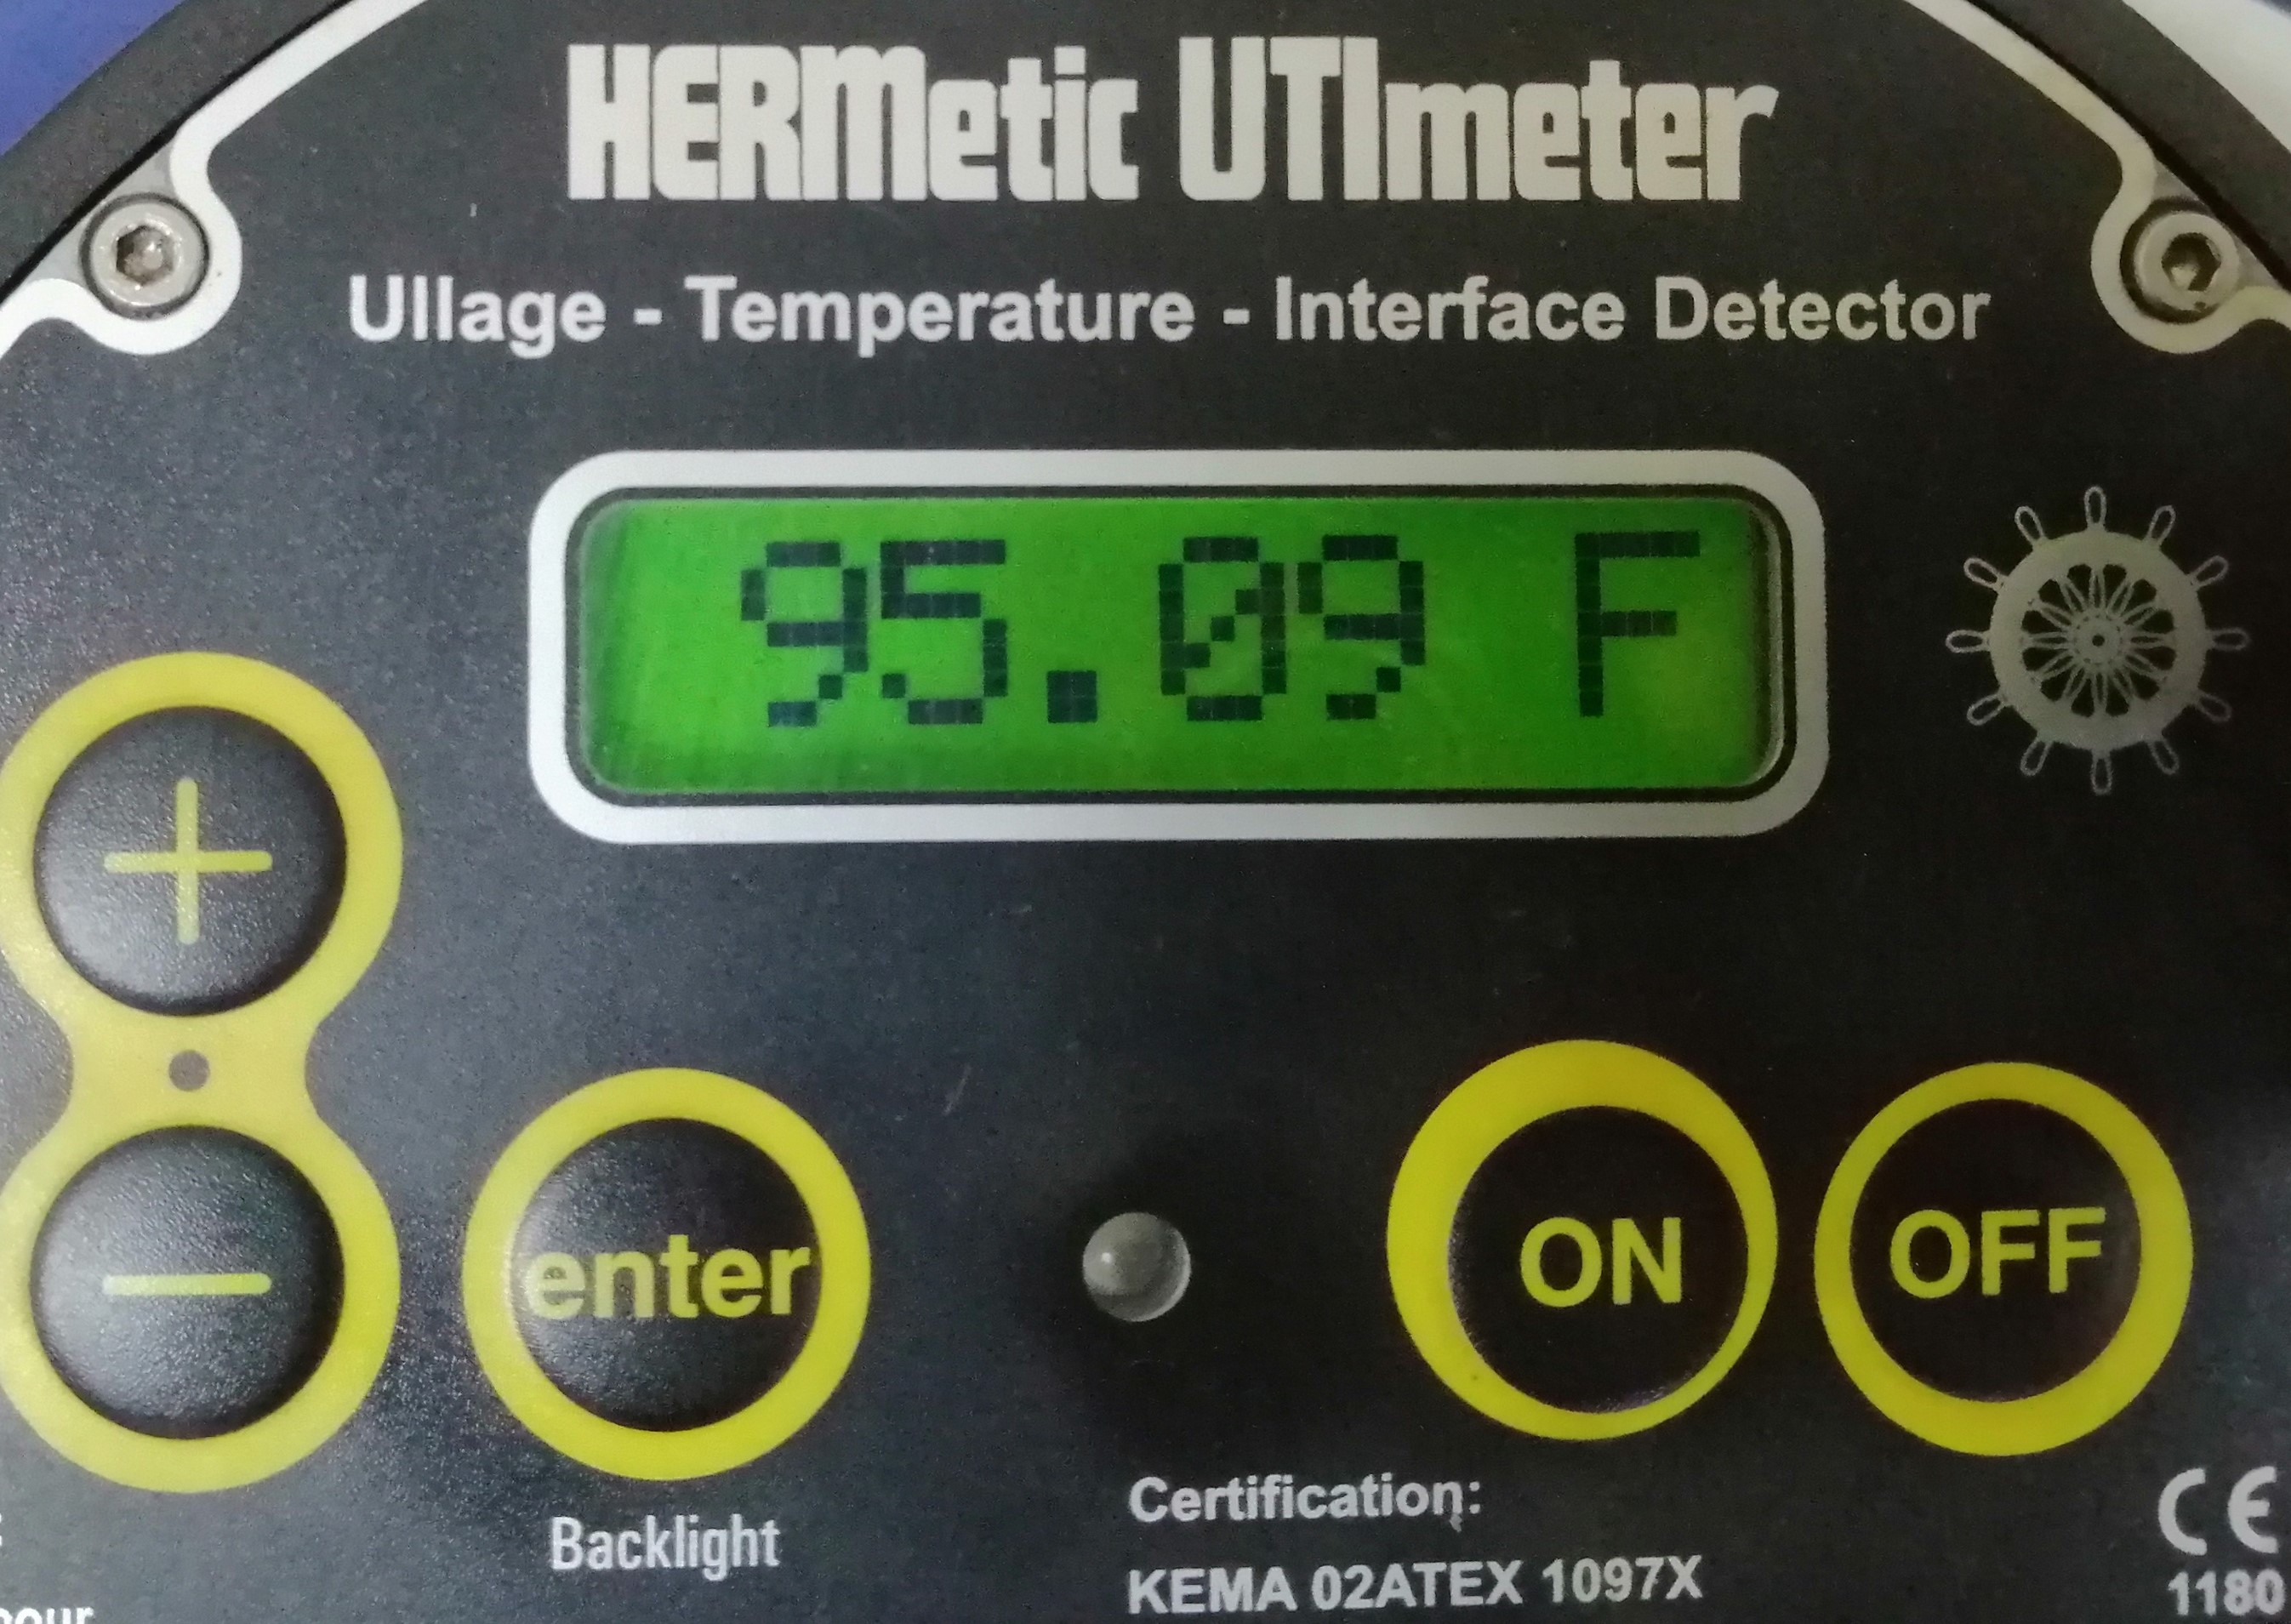 HERMetic UTImeter
Ullage - Temperature - Interface Detector
95.09 F
+
−
enter
ON
OFF
Backlight
Certification:
KEMA 02ATEX 1097X
CE
1180